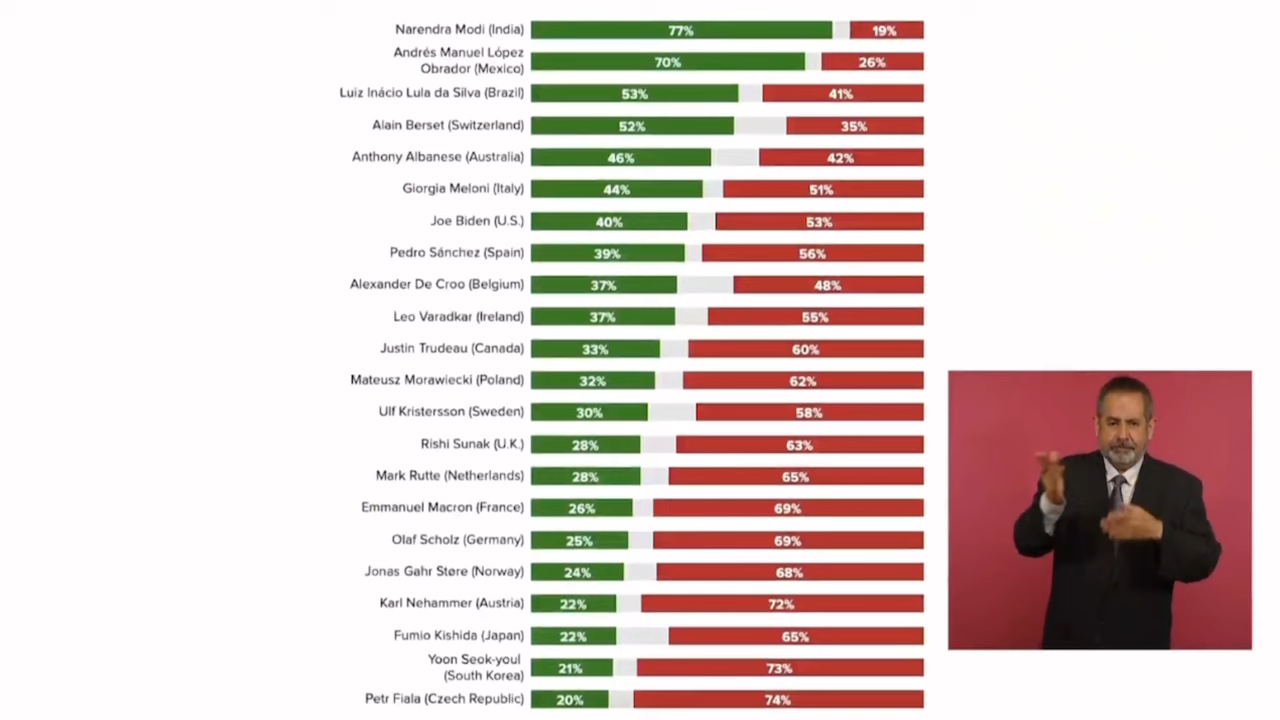 Narendra Modi (India) 77% 19%
Andrés Manuel López
Obrador (Mexico) 70% 26%
Luiz Inácio Lula da Silva (Brazil) 53% 41%
Alain Berset (Switzerland) 52% 35%
Anthony Albanese (Australia) 46% 42%
Giorgia Meloni (Italy) 44% 51%
Joe Biden (U.S.) 40% 53%
Pedro Sánchez (Spain) 39% 56%
Alexander De Croo (Belgium) 37% 48%
Leo Varadkar (Ireland) 37% 55%
Justin Trudeau (Canada) 33% 60%
Mateusz Morawiecki (Poland) 32% 62%
Ulf Kristersson (Sweden) 30% 58%
Rishi Sunak (U.K.) 28% 63%
Mark Rutte (Netherlands) 28% 65%
Emmanuel Macron (France) 26% 69%
Olaf Scholz (Germany) 25% 69%
Jonas Gahr Støre (Norway) 24% 68%
Karl Nehammer (Austria) 22% 72%
Fumio Kishida (Japan) 22% 65%
Yoon Seok-youl
(South Korea) 21% 73%
Petr Fiala (Czech Republic) 20% 74%